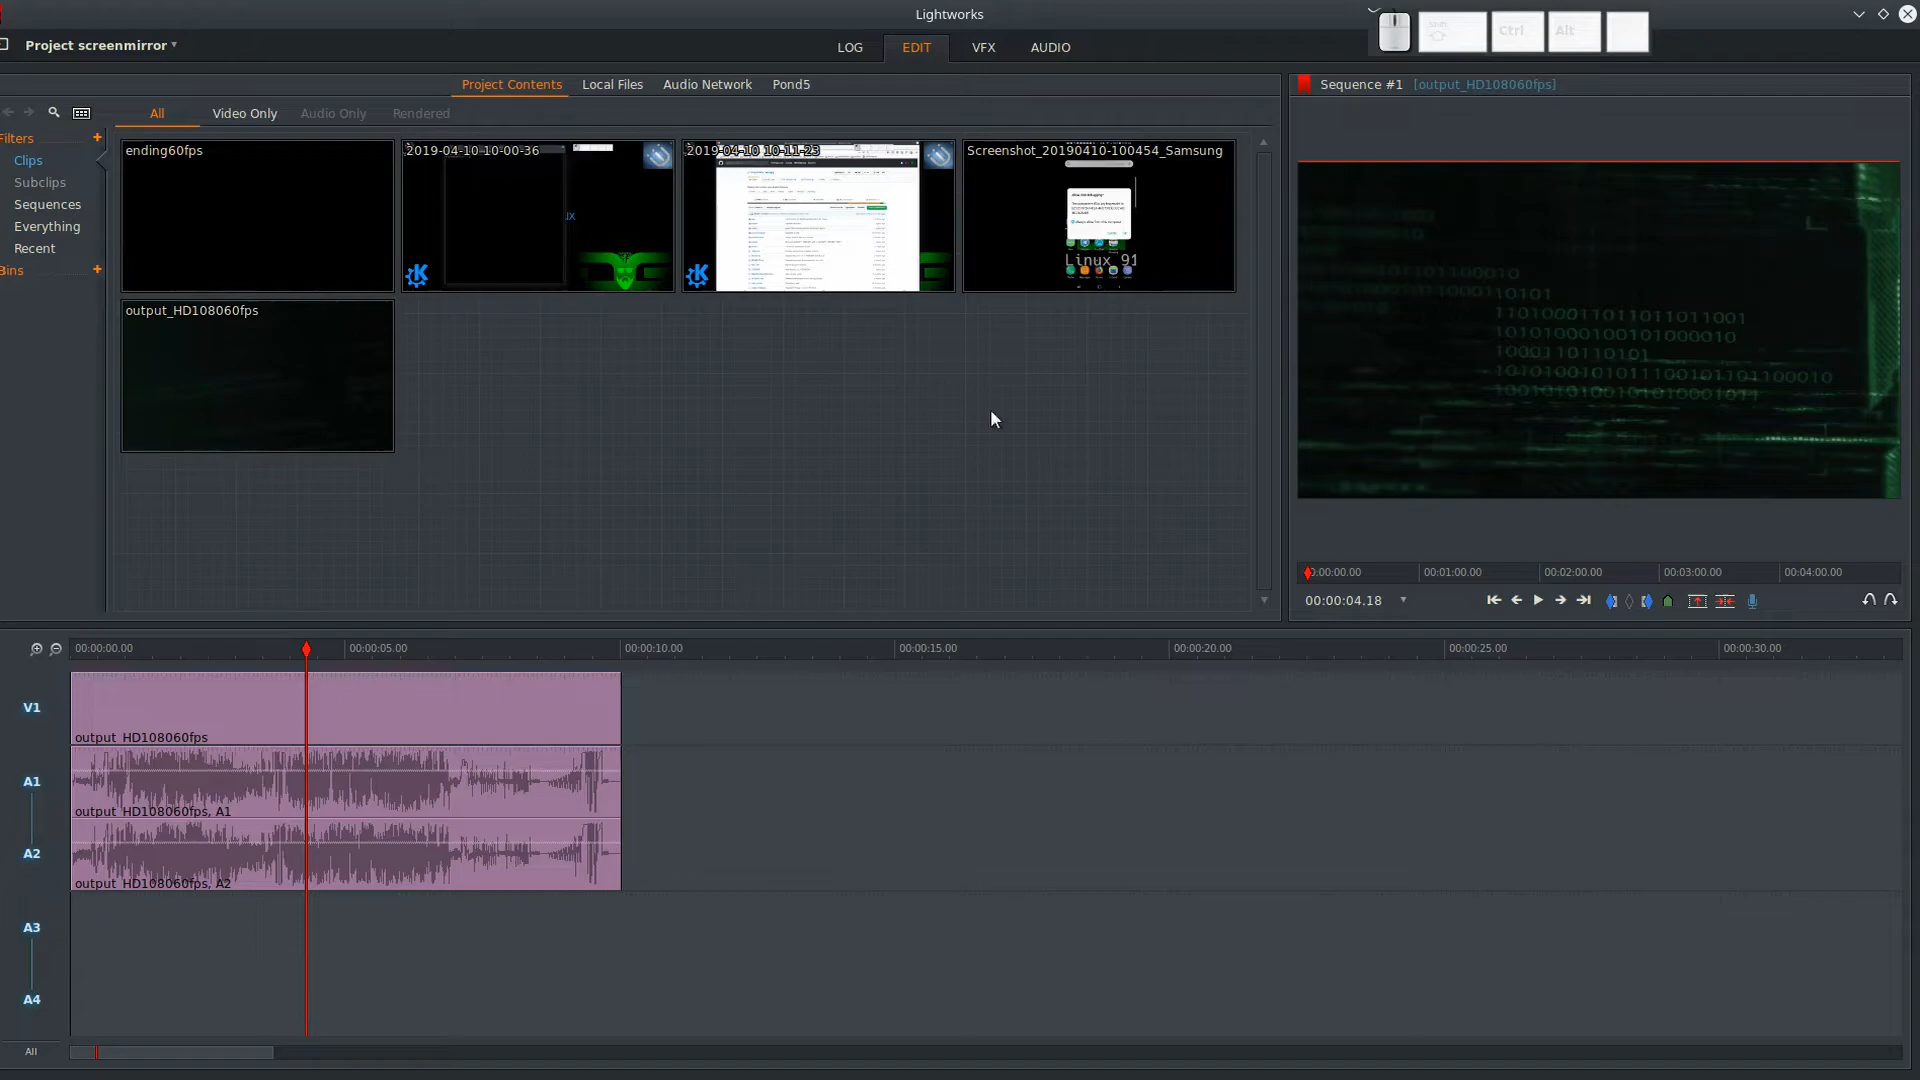 Lightworks
Project screenmirror
LOG EDIT VFX AUDIO
Shift Ctrl Alt
Project Contents Local Files Audio Network Pond5
Sequence #1 [output_HD108060fps]
All Video Only Audio Only Rendered
Filters +
Clips
Subclips
Sequences
Everything
Recent
Bins +
ending60fps
2019-04-10 10-00-36
2019-04-10 10-11-23
Screenshot_20190410-100454_Samsung
Linux 91
output_HD108060fps
10101
110100011011011011001
00:01:00.00 00:02:00.00 00:03:00.00 00:04:00.00
00:00:04.18
00:00:00.00 00:00:05.00 00:00:10.00 00:00:15.00 00:00:20.00 00:00:25.00 00:00:30.00
V1
output_HD108060fps
A1
output_HD108060fps, A1
A2
output_HD108060fps, A2
A3
A4
All